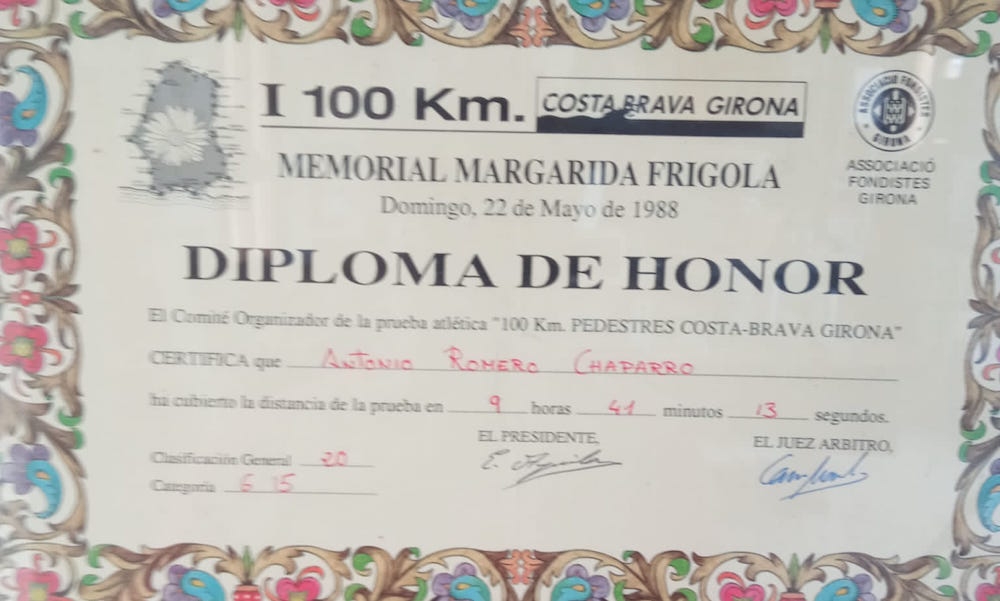 I 100 Km. COSTA BRAVA GIRONA
ASSOCIACIO FONDISTES GIRONA
ASSOCIACIÓ
FONDISTES
GIRONA
MEMORIAL MARGARIDA FRIGOLA
Domingo, 22 de Mayo de 1988
DIPLOMA DE HONOR
El Comité Organizador de la prueba atlética "100 Km. PEDESTRES COSTA-BRAVA GIRONA"
CERTIFICA que ANTONIO ROMERO CHAPARRO
ha cubierto la distancia de la prueba en 9 horas 41 minutos 13 segundos.
EL PRESIDENTE,
EL JUEZ ARBITRO,
Clasificación General 20
Categoria